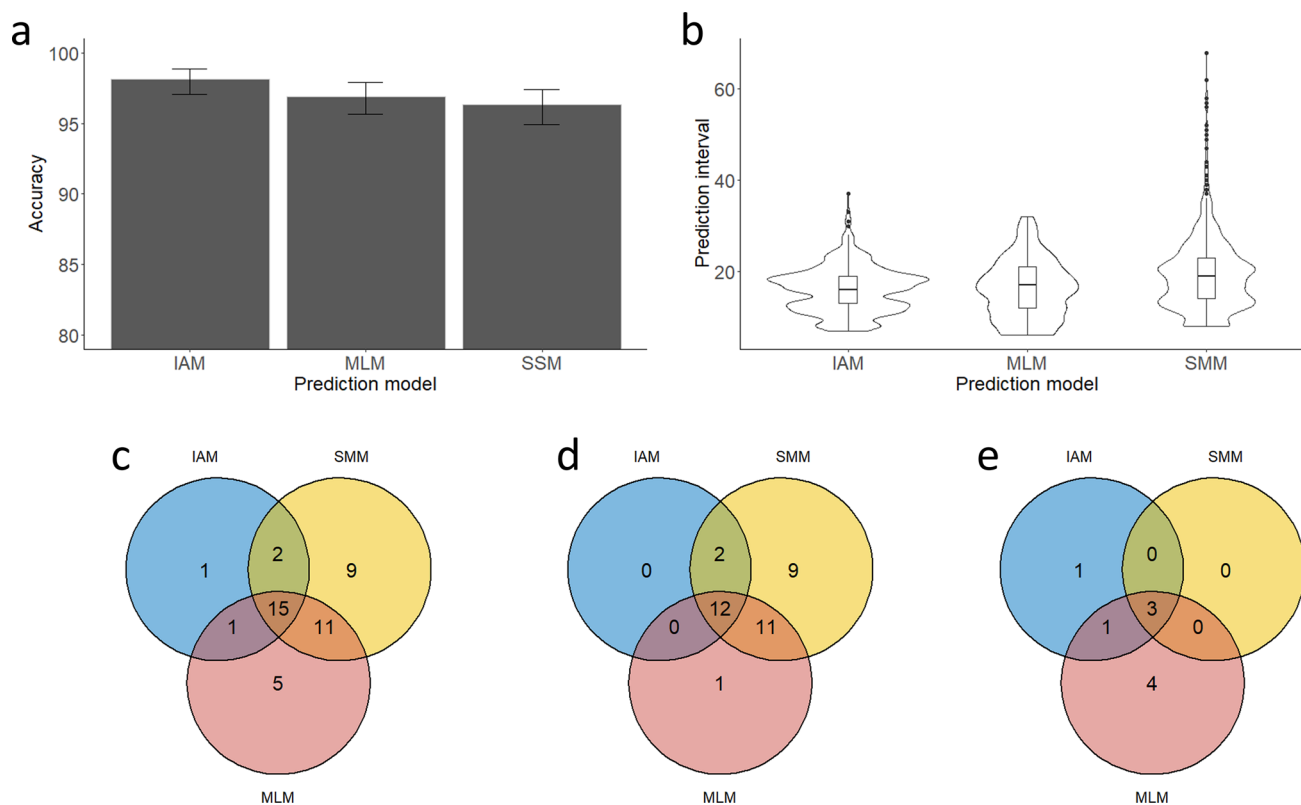 a
100
95
90
85
80
Accuracy
IAM MLM SSM
Prediction model
b
60
40
20
Prediction interval
IAM MLM SMM
Prediction model
c
IAM SMM
2
1 9
15
1 11
5
MLM
d
IAM SMM
2
0 9
12
0 11
1
MLM
e
IAM SMM
0
1 0
3
1 0
4
MLM